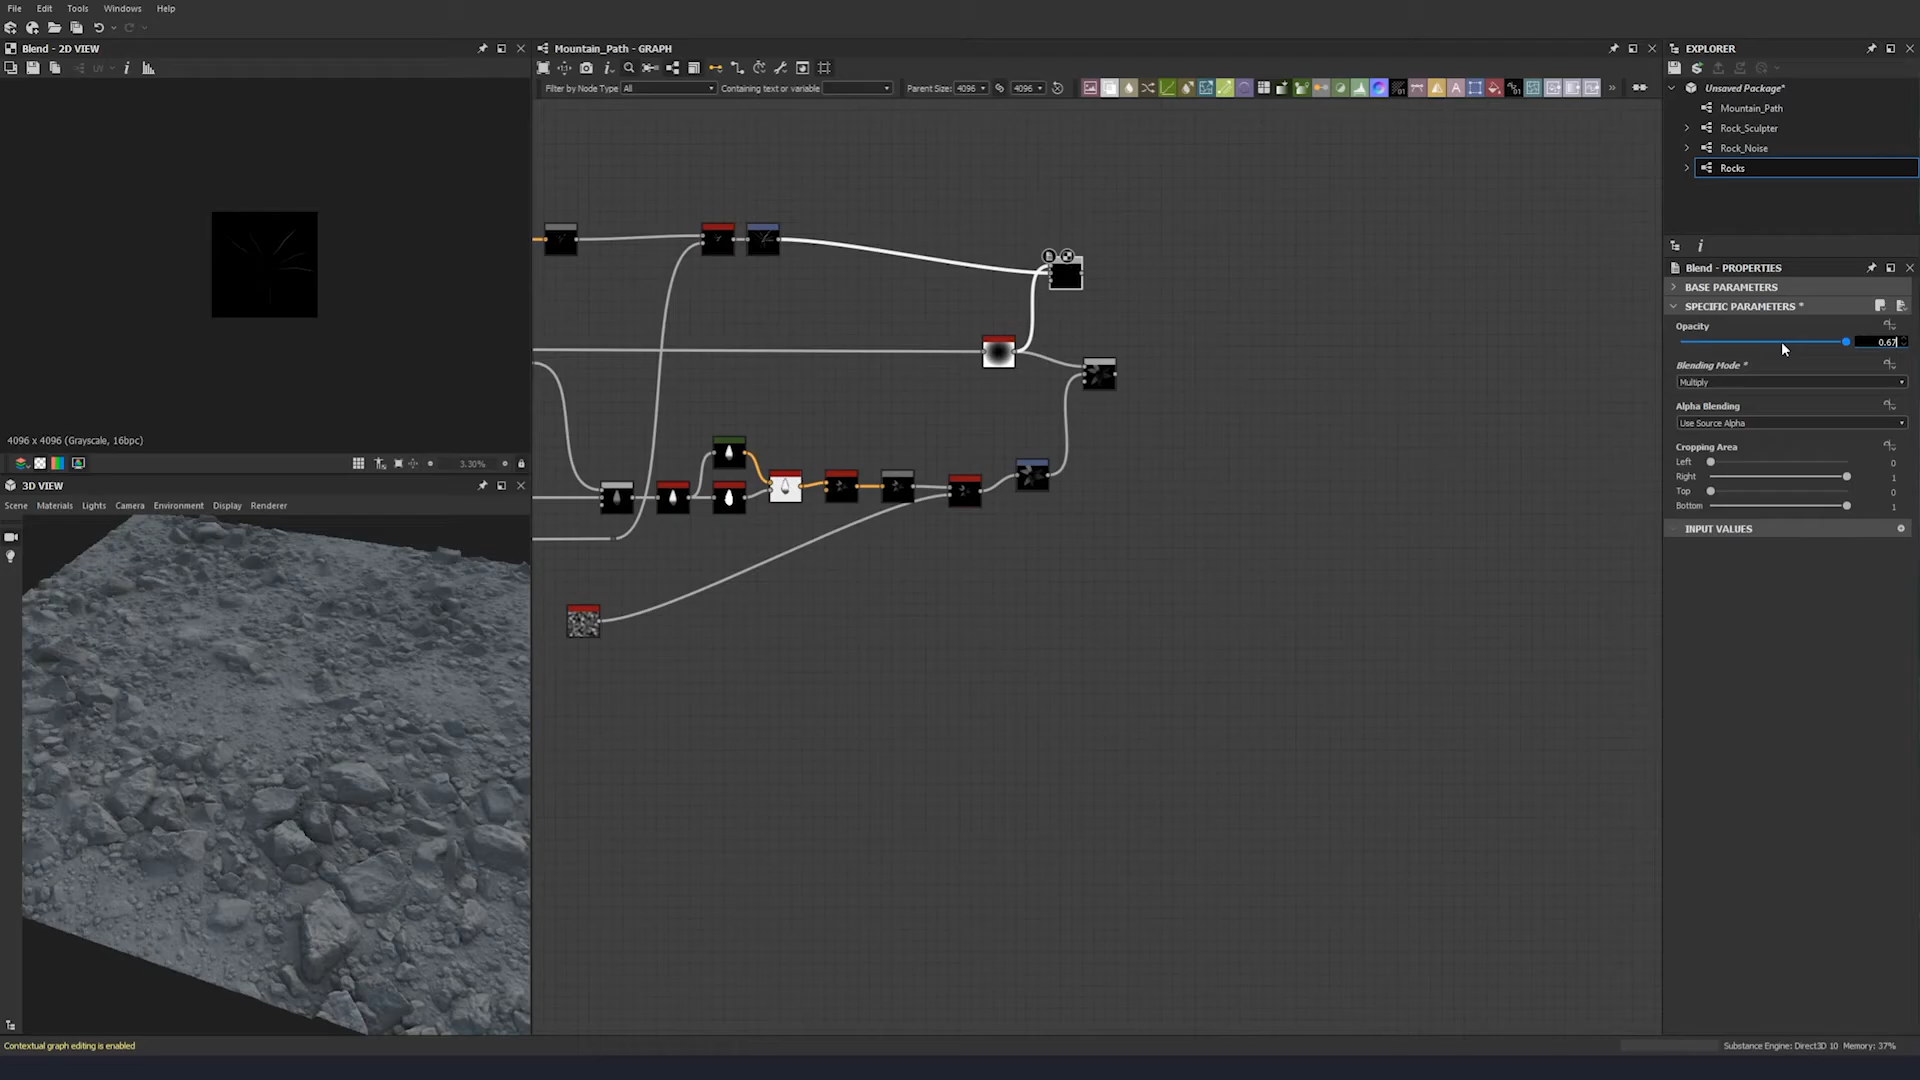 File Edit Tools Windows Help
Blend - 2D VIEW
Mountain_Path - GRAPH
EXPLORER
UV
Filter by Node Type All Containing text or variable Parent Size: 4096 4096
Unsaved Package*
Mountain_Path
Rock_Sculpter
Rock_Noise
Rocks
Blend - PROPERTIES
BASE PARAMETERS
SPECIFIC PARAMETERS *
Opacity
0.67
Blending Mode *
Multiply
Alpha Blending
Use Source Alpha
Cropping Area
Left 0
Right 1
Top 0
Bottom 1
INPUT VALUES
4096 x 4096 (Grayscale, 16bpc)
3.30%
3D VIEW
Scene Materials Lights Camera Environment Display Renderer
Contextual graph editing is enabled
Substance Engine: Direct3D 10 Memory: 37%